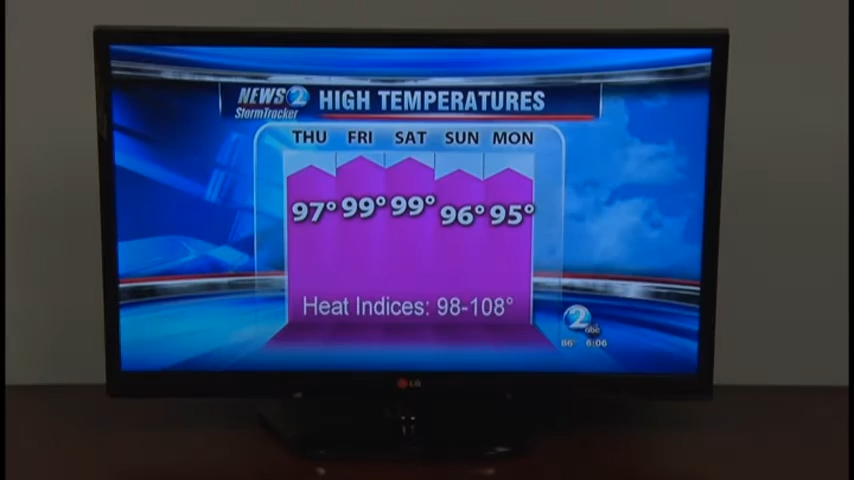 NEWS 2 HIGH TEMPERATURES
StormTracker
THU FRI SAT SUN MON
97° 99° 99° 96° 95°
Heat Indices: 98-108°
2 abc
86° 6:06
LG